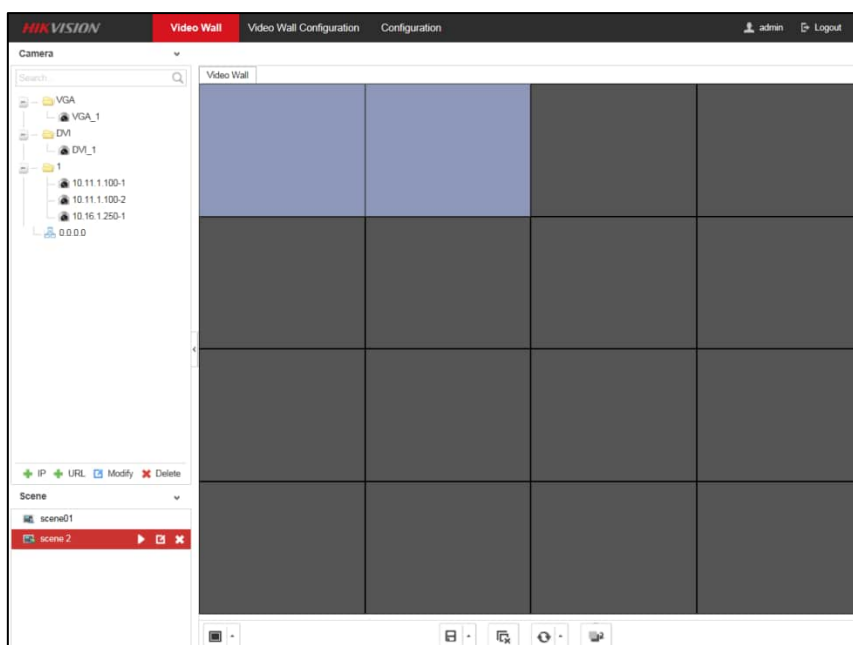 HIKVISION Video Wall Video Wall Configuration Configuration admin Logout
Camera
Search...
Video Wall
VGA
VGA_1
DVI
DVI_1
1
10.11.1.100-1
10.11.1.100-2
10.16.1.250-1
0.0.0.0
IP URL Modify Delete
Scene
scene01
scene 2